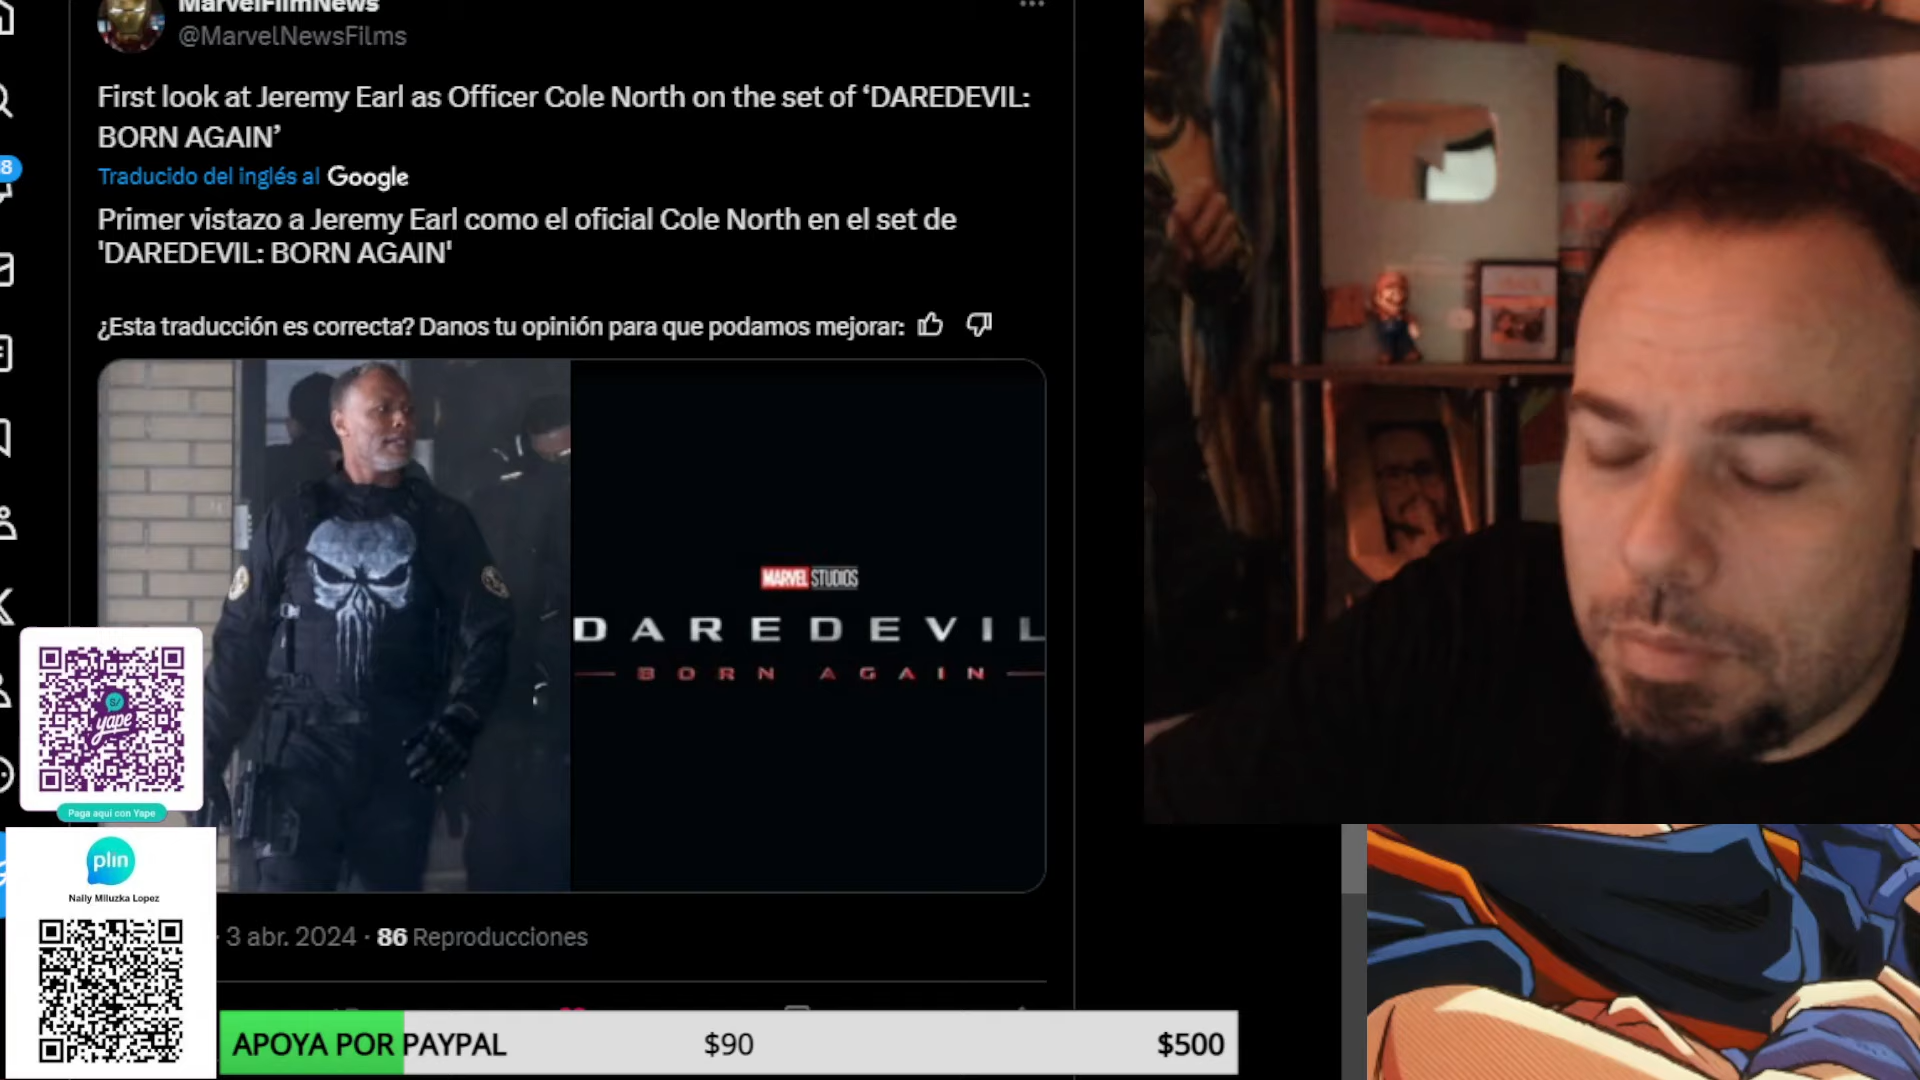 MarvelFilmNews
@MarvelNewsFilms
First look at Jeremy Earl as Officer Cole North on the set of ‘DAREDEVIL:
BORN AGAIN’
Traducido del inglés al Google
Primer vistazo a Jeremy Earl como el oficial Cole North en el set de
'DAREDEVIL: BORN AGAIN'
¿Esta traducción es correcta? Danos tu opinión para que podamos mejorar:
MARVEL STUDIOS
DAREDEVIL
BORN AGAIN
S/
yape
Paga aquí con Yape
plin
Nally Miluzka Lopez
· 3 abr. 2024 · 86 Reproducciones
APOYA POR PAYPAL $90 $500